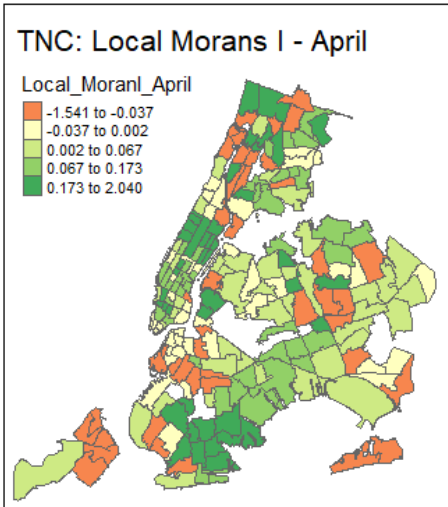 TNC: Local Morans I - April
Local_MoranI_April
-1.541 to -0.037
-0.037 to 0.002
0.002 to 0.067
0.067 to 0.173
0.173 to 2.040